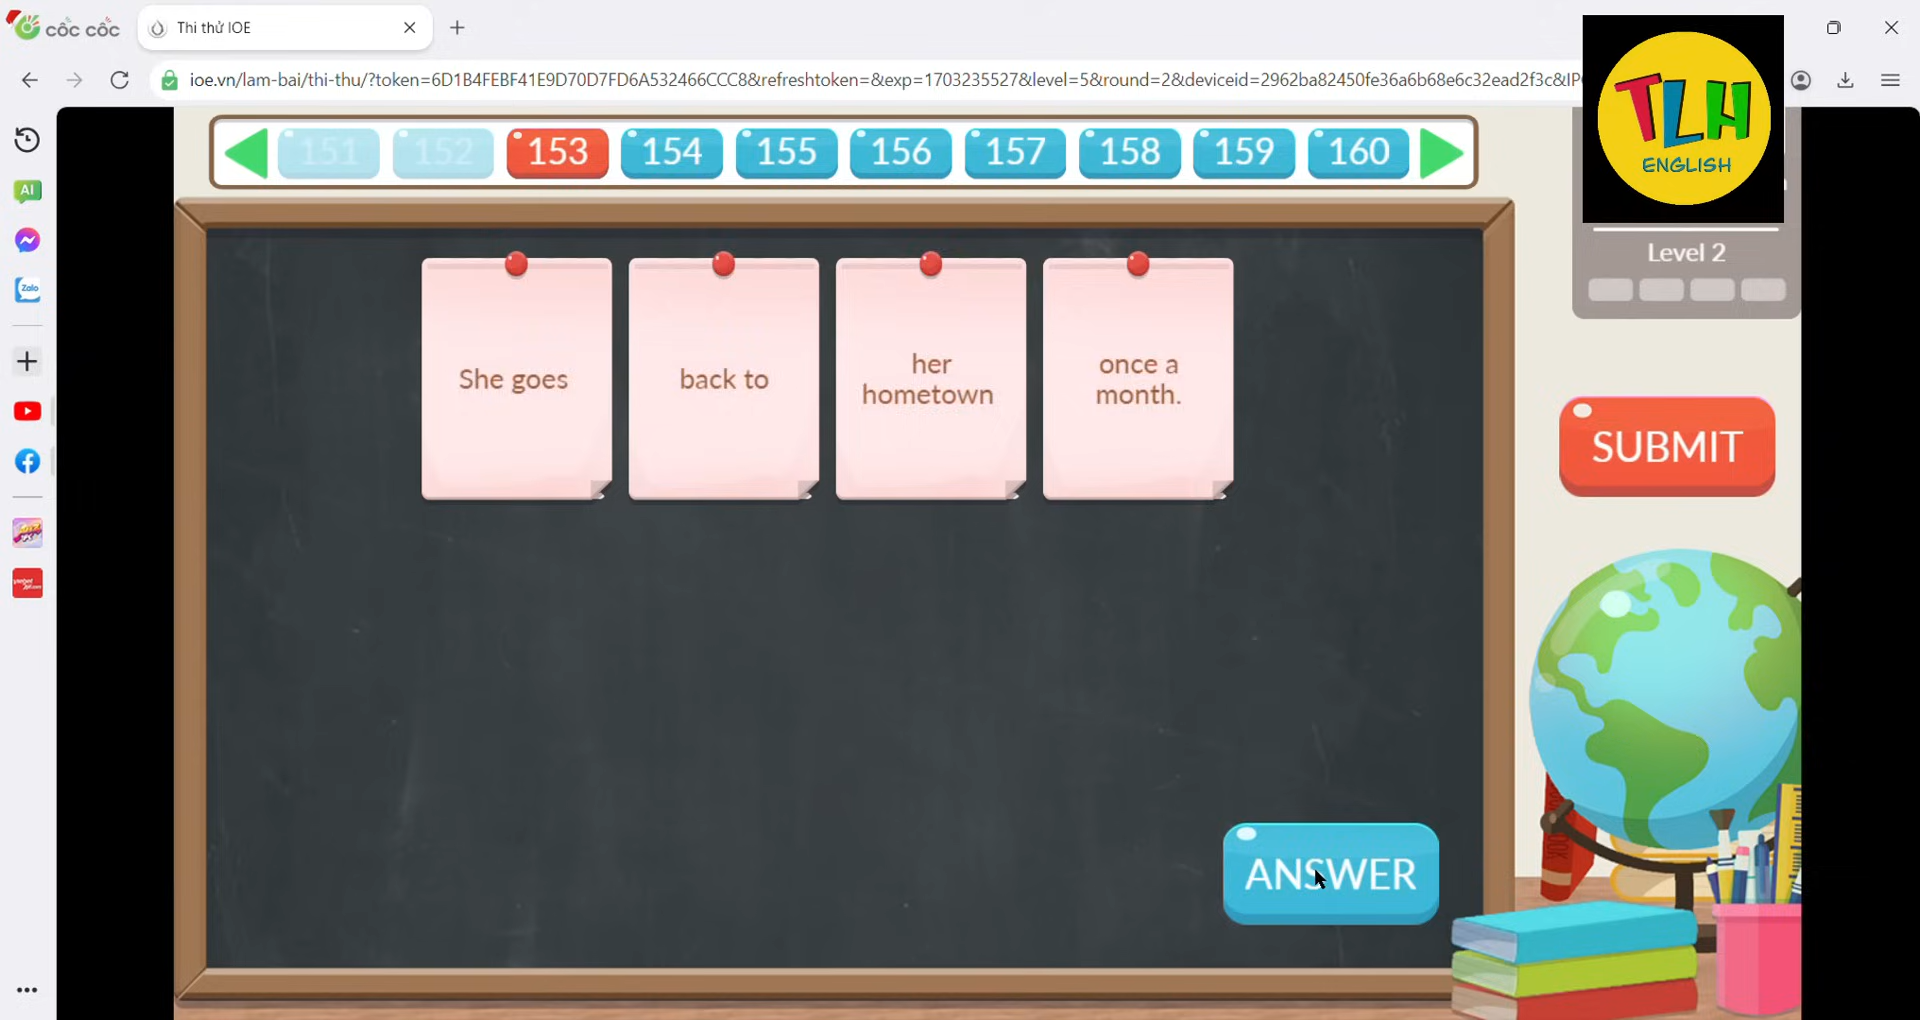 cốc cốc
Thi thử IOE
ioe.vn/lam-bai/thi-thu/?token=6D1B4FEBF41E9D70D7FD6A532466CCC8&refreshtoken=&exp=1703235527&level=5&round=2&deviceid=2962ba82450fe36a6b68e6c32ead2f3c&IP
TLH
ENGLISH
AI
Zalo
151 152 153 154 155 156 157 158 159 160
Level 2
She goes
back to
her
hometown
once a
month.
SUBMIT
ANSWER